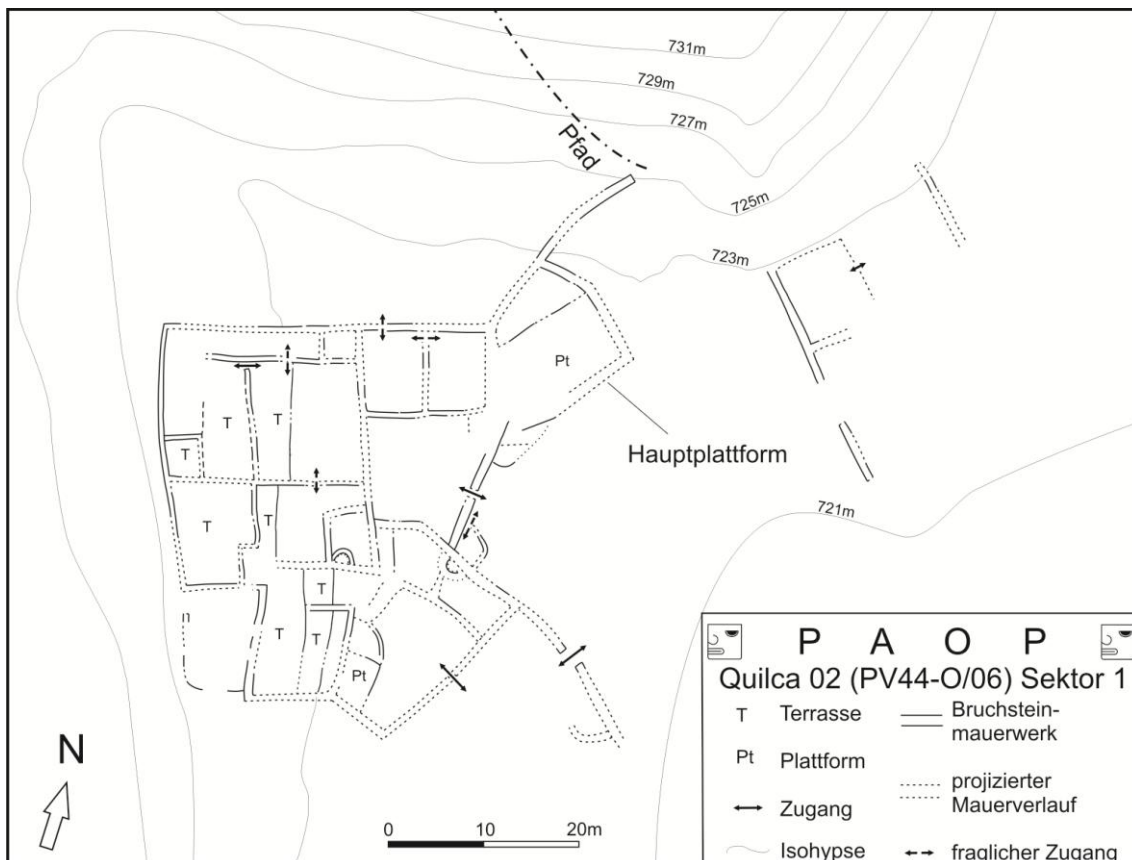 731m
729m
727m
Pfad
725m
723m
Pt
T
T
T
Hauptplattform
721m
T
T
T
T
T
Pt
N
0 10 20m
P A O P
Quilca 02 (PV44-O/06) Sektor 1
T Terrasse
Bruchstein-
mauerwerk
Pt Plattform
projizierter
Mauerverlauf
Zugang
Isohypse
fraglicher Zugang